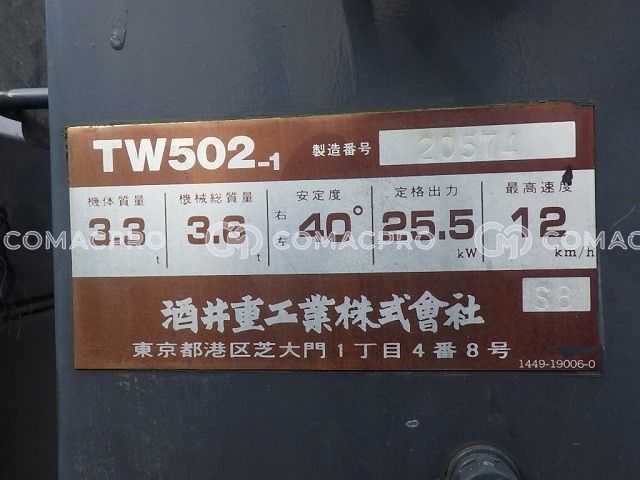 TW502-1 製造番号 20574
機体質量 機械総質量 安定度 定格出力 最高速度
3.3 t 3.6 t 右左 40° 25.5 kW 12 km/h
COMACPRO COMACPRO COMACPRO
S8
酒井重工業株式會社
東京都港区芝大門1丁目4番8号
1449-19006-0